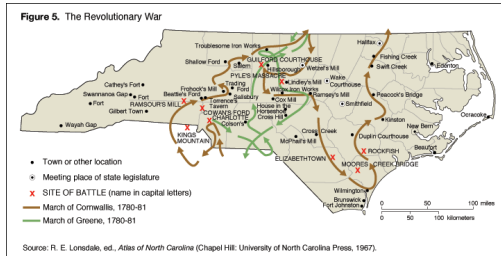 Figure 5. The Revolutionary War
Troublesome Iron Works
Halifax
Shallow Ford
Salem
GUILFORD COURTHOUSE
Hillsborough
Wetzell's Mill
Fishing Creek
Swift Creek
Edenton
PYLE'S MASSACRE
Cathey's Fort
Frohock's Mill
Trading Ford
Lindley's Mill
Wake Courthouse
Swannanoa Gap
Fort
Beattie's Ford
Salisbury
Wilcox Iron Works
Ramsey's Mill
Peacock's Bridge
Fort
RAMSOUR'S MILL
Torrence's Tavern
Cox Mill
Smithfield
Gilbert Town
COWANS FORD
House in the Horseshoe
Kinston
Ocracoke
CHARLOTTE
Colson's
Cross Hill
New Bern
Wayah Gap
KINGS MOUNTAIN
Cross Creek
Duplin Courthouse
McPhall's Mill
Beaufort
ROCKFISH
ELIZABETHTOWN
MOORES CREEK BRIDGE
Wilmington
Brunswick
Fort Johnston
• Town or other location
Meeting place of state legislature
X SITE OF BATTLE (name in capital letters)
March of Cornwallis, 1780-81
March of Greene, 1780-81
0 50 100 miles
0 50 100 kilometers
Source: R. E. Lonsdale, ed., Atlas of North Carolina (Chapel Hill: University of North Carolina Press, 1967).